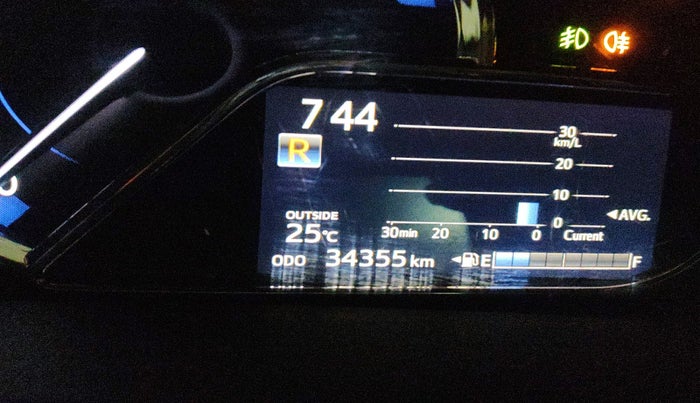 7 44
R
30
km/L
20
10
0
◄AVG.
OUTSIDE
25°C
30min 20 10 0 Current
ODO 34355 km
E F